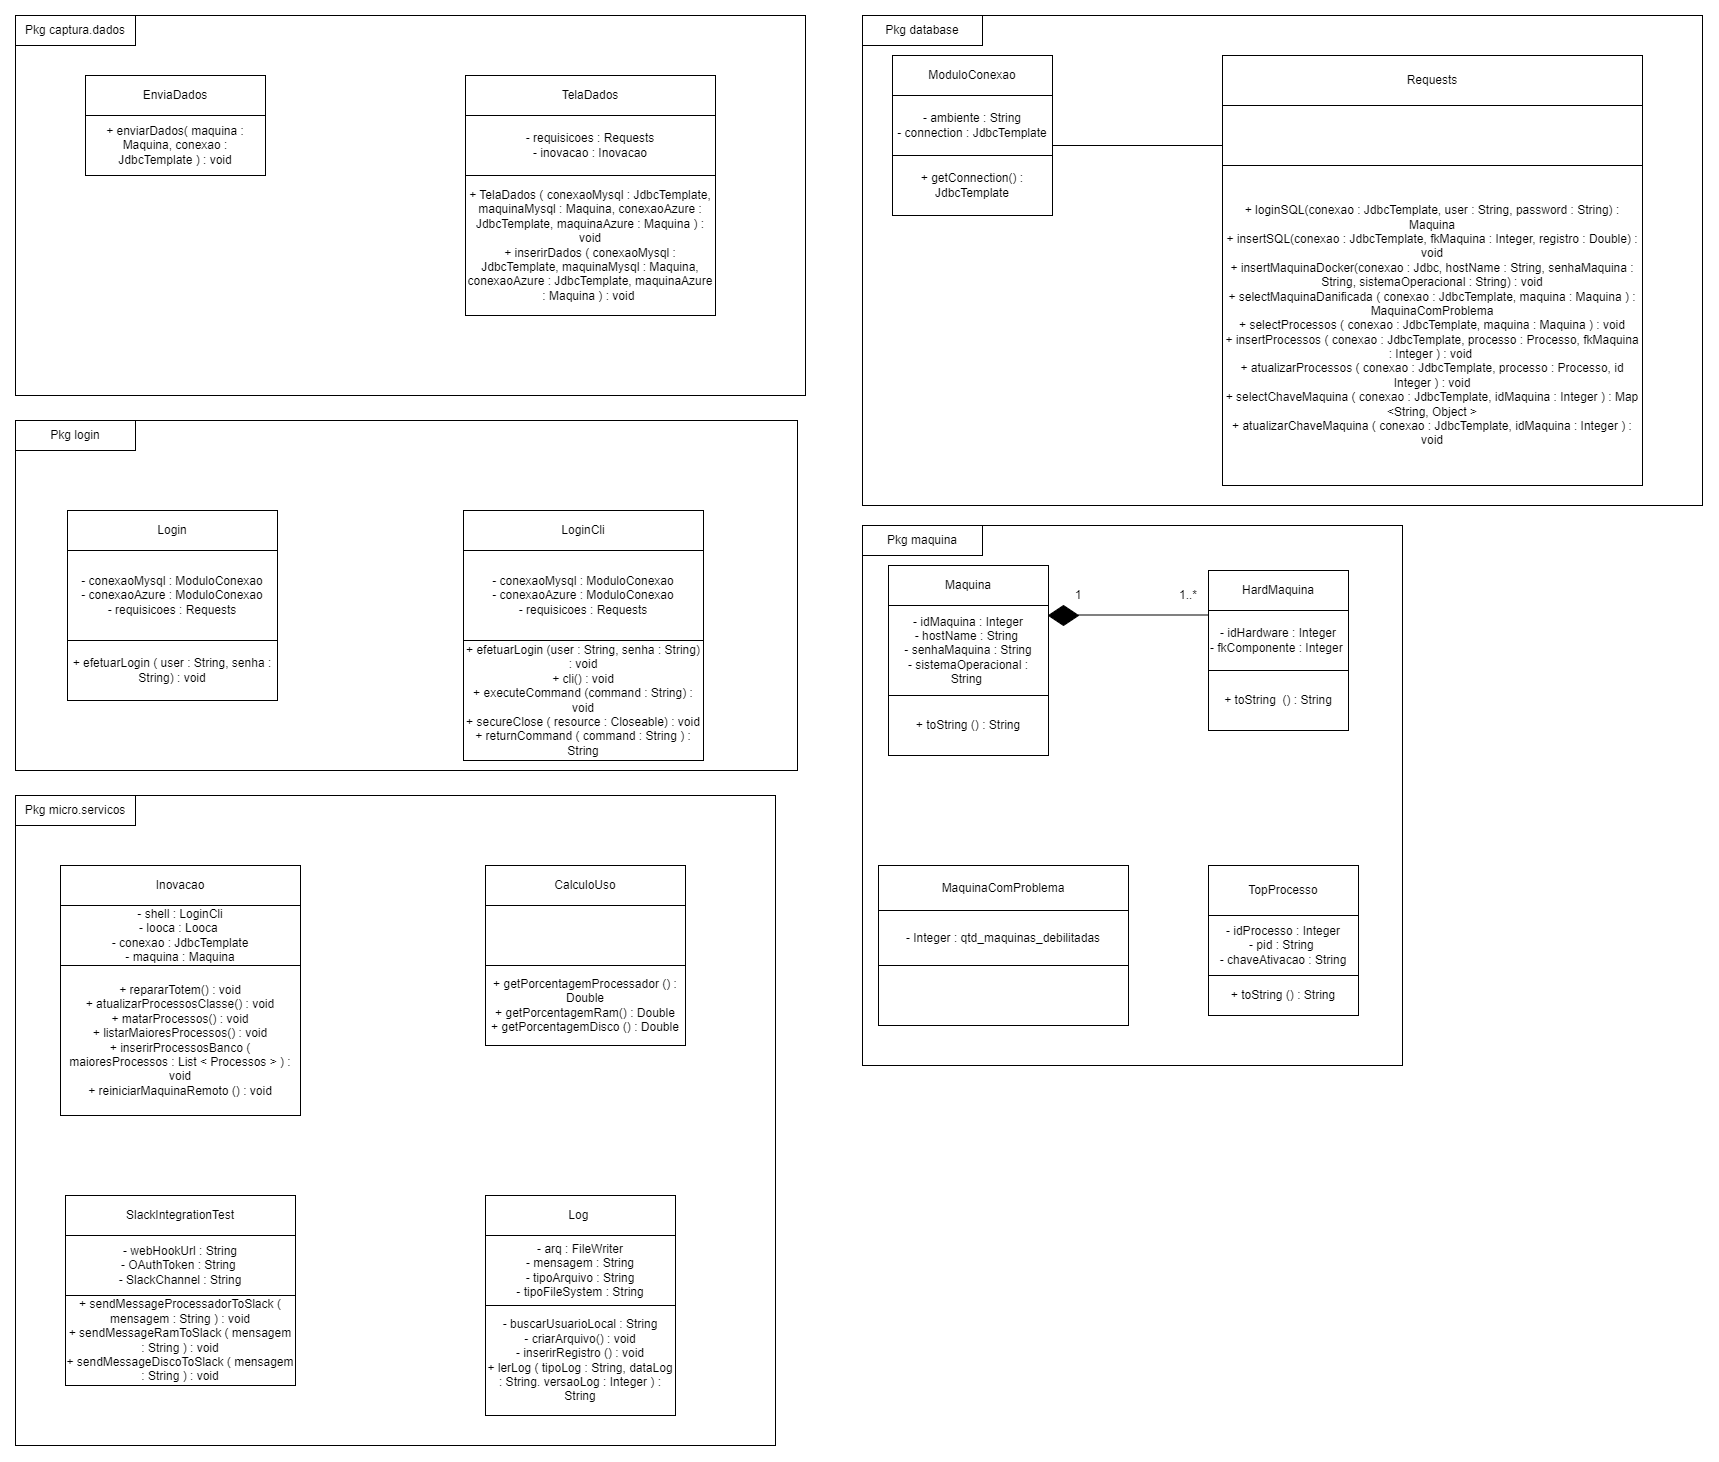 Pkg captura.dados
EnviaDados
+ enviarDados( maquina :
Maquina, conexao :
JdbcTemplate ) : void
TelaDados
- requisicoes : Requests
- inovacao : Inovacao
+ TelaDados ( conexaoMysql : JdbcTemplate,
maquinaMysql : Maquina, conexaoAzure :
JdbcTemplate, maquinaAzure : Maquina ) :
void
+ inserirDados ( conexaoMysql :
JdbcTemplate, maquinaMysql : Maquina,
conexaoAzure : JdbcTemplate, maquinaAzure
: Maquina ) : void
Pkg database
ModuloConexao
- ambiente : String
- connection : JdbcTemplate
+ getConnection() :
JdbcTemplate
Requests
+ loginSQL(conexao : JdbcTemplate, user : String, password : String) :
Maquina
+ insertSQL(conexao : JdbcTemplate, fkMaquina : Integer, registro : Double) :
void
+ insertMaquinaDocker(conexao : Jdbc, hostName : String, senhaMaquina :
String, sistemaOperacional : String) : void
+ selectMaquinaDanificada ( conexao : JdbcTemplate, maquina : Maquina ) :
MaquinaComProblema
+ selectProcessos ( conexao : JdbcTemplate, maquina : Maquina ) : void
+ insertProcessos ( conexao : JdbcTemplate, processo : Processo, fkMaquina
: Integer ) : void
+ atualizarProcessos ( conexao : JdbcTemplate, processo : Processo, id
Integer ) : void
+ selectChaveMaquina ( conexao : JdbcTemplate, idMaquina : Integer ) : Map
<String, Object >
+ atualizarChaveMaquina ( conexao : JdbcTemplate, idMaquina : Integer ) :
void
Pkg login
Login
- conexaoMysql : ModuloConexao
- conexaoAzure : ModuloConexao
- requisicoes : Requests
+ efetuarLogin ( user : String, senha :
String) : void
LoginCli
- conexaoMysql : ModuloConexao
- conexaoAzure : ModuloConexao
- requisicoes : Requests
+ efetuarLogin (user : String, senha : String)
: void
+ cli() : void
+ executeCommand (command : String) :
void
+ secureClose ( resource : Closeable) : void
+ returnCommand ( command : String ) :
String
Pkg maquina
Maquina
- idMaquina : Integer
- hostName : String
- senhaMaquina : String
- sistemaOperacional :
String
+ toString () : String
1
1..*
HardMaquina
- idHardware : Integer
- fkComponente : Integer
+ toString () : String
MaquinaComProblema
- Integer : qtd_maquinas_debilitadas
TopProcesso
- idProcesso : Integer
- pid : String
- chaveAtivacao : String
+ toString () : String
Pkg micro.servicos
Inovacao
- shell : LoginCli
- looca : Looca
- conexao : JdbcTemplate
- maquina : Maquina
+ repararTotem() : void
+ atualizarProcessosClasse() : void
+ matarProcessos() : void
+ listarMaioresProcessos() : void
+ inserirProcessosBanco (
maioresProcessos : List < Processos > ) :
void
+ reiniciarMaquinaRemoto () : void
CalculoUso
+ getPorcentagemProcessador () :
Double
+ getPorcentagemRam() : Double
+ getPorcentagemDisco () : Double
SlackIntegrationTest
- webHookUrl : String
- OAuthToken : String
- SlackChannel : String
+ sendMessageProcessadorToSlack (
mensagem : String ) : void
+ sendMessageRamToSlack ( mensagem
: String ) : void
+ sendMessageDiscoToSlack ( mensagem
: String ) : void
Log
- arq : FileWriter
- mensagem : String
- tipoArquivo : String
- tipoFileSystem : String
- buscarUsuarioLocal : String
- criarArquivo() : void
- inserirRegistro () : void
+ lerLog ( tipoLog : String, dataLog
: String. versaoLog : Integer ) :
String